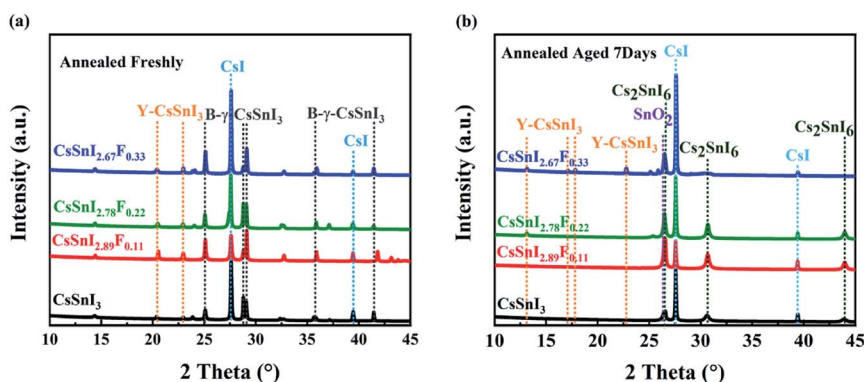 (a)
Annealed Freshly
CsI
Y-CsSnI₃
B-γ-CsSnI₃
B-γ-CsSnI₃
CsI
CsSnI₂.₆₇F₀.₃₃
CsSnI₂.₇₈F₀.₂₂
CsSnI₂.₈₉F₀.₁₁
CsSnI₃
Intensity (a.u.)
10 15 20 25 30 35 40 45
2 Theta (°)
(b)
Annealed Aged 7Days
CsI
Cs₂SnI₆
SnO₂
Y-CsSnI₃
Y-CsSnI₃
Cs₂SnI₆
Cs₂SnI₆
CsI
CsSnI₂.₆₇F₀.₃₃
CsSnI₂.₇₈F₀.₂₂
CsSnI₂.₈₉F₀.₁₁
CsSnI₃
Intensity (a.u.)
10 15 20 25 30 35 40 45
2 Theta (°)